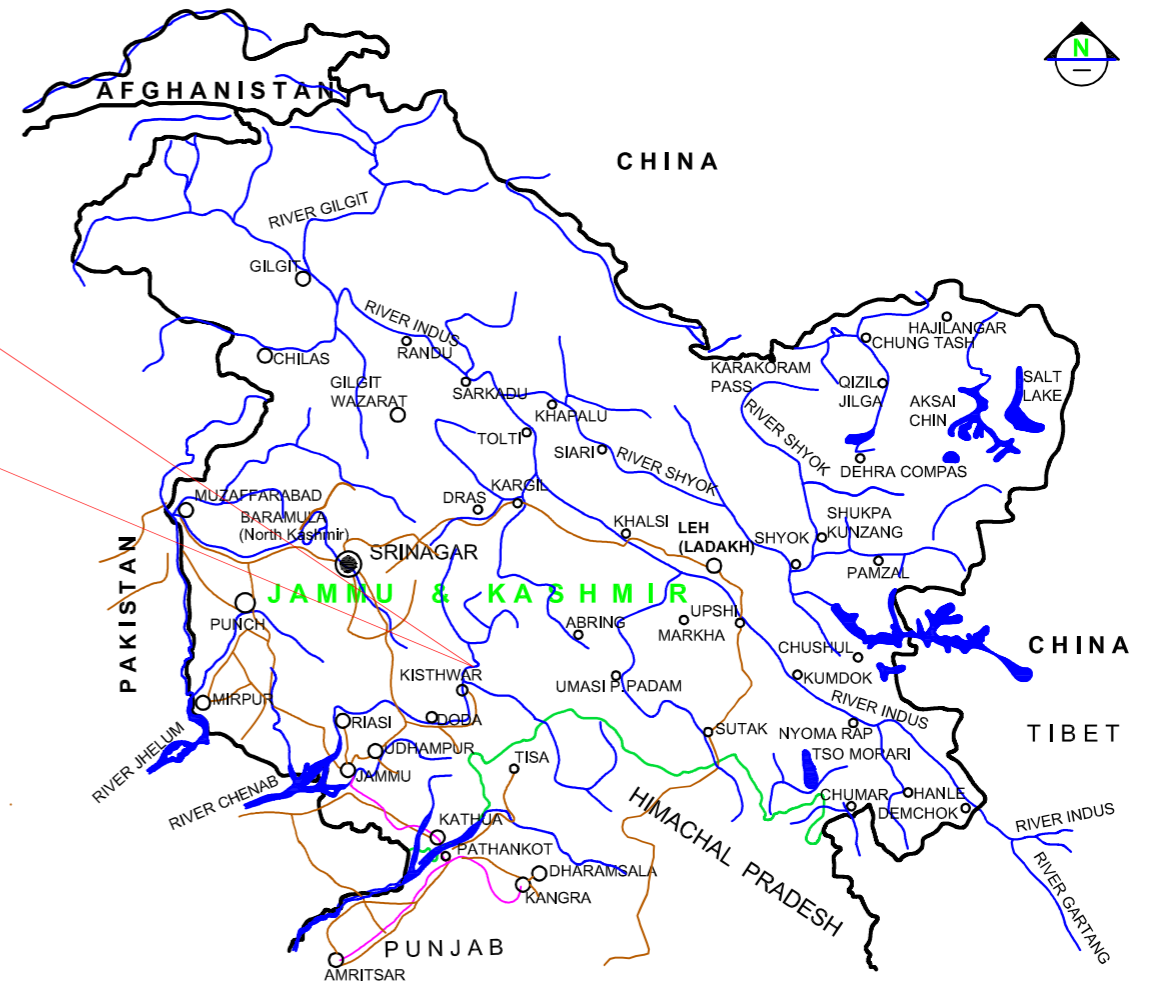 N
AFGHANISTAN
CHINA
RIVER GILGIT
GILGIT
RIVER INDUS
RANDU
CHILAS
GILGIT
WAZARAT
SARKADU
KHAPALU
TOLTI
SIARI
RIVER SHYOK
KARAKORAM
PASS
HAJILANGAR
CHUNG TASH
QIZIL
JILGA
AKSAI
CHIN
SALT
LAKE
RIVER SHYOK
DEHRA COMPAS
MUZAFFARABAD
BARAMULA
(North Kashmir)
DRAS
KARGIL
KHALSI
LEH
(LADAKH)
SHYOK
SHUKPA
KUNZANG
PAMZAL
SRINAGAR
JAMMU & KASHMIR
PAKISTAN
PUNCH
ABRING
MARKHA
UPSHI
CHUSHUL
CHINA
KISTHWAR
UMASI P. PADAM
KUMDOK
RIVER INDUS
MIRPUR
RIASI
DODA
SUTAK
NYOMA RAP
TSO MORARI
TIBET
UDHAMPUR
JAMMU
TISA
RIVER JHELUM
RIVER CHENAB
HIMACHAL PRADESH
CHUMAR
HANLE
DEMCHOK
RIVER INDUS
KATHUA
PATHANKOT
DHARAMSALA
KANGRA
RIVER GARTANG
PUNJAB
AMRITSAR